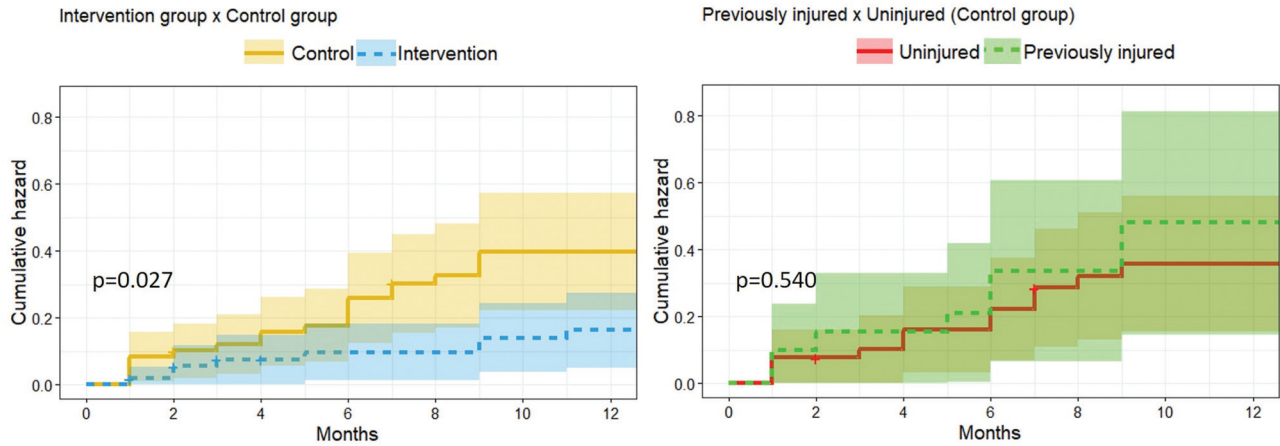 Intervention group x Control group
Control Intervention
Cumulative hazard
0.8
0.6
0.4
0.2
0.0
p=0.027
0 2 4 6 8 10 12
Months
Previously injured x Uninjured (Control group)
Uninjured Previously injured
Cumulative hazard
0.8
0.6
0.4
0.2
0.0
p=0.540
0 2 4 6 8 10 12
Months